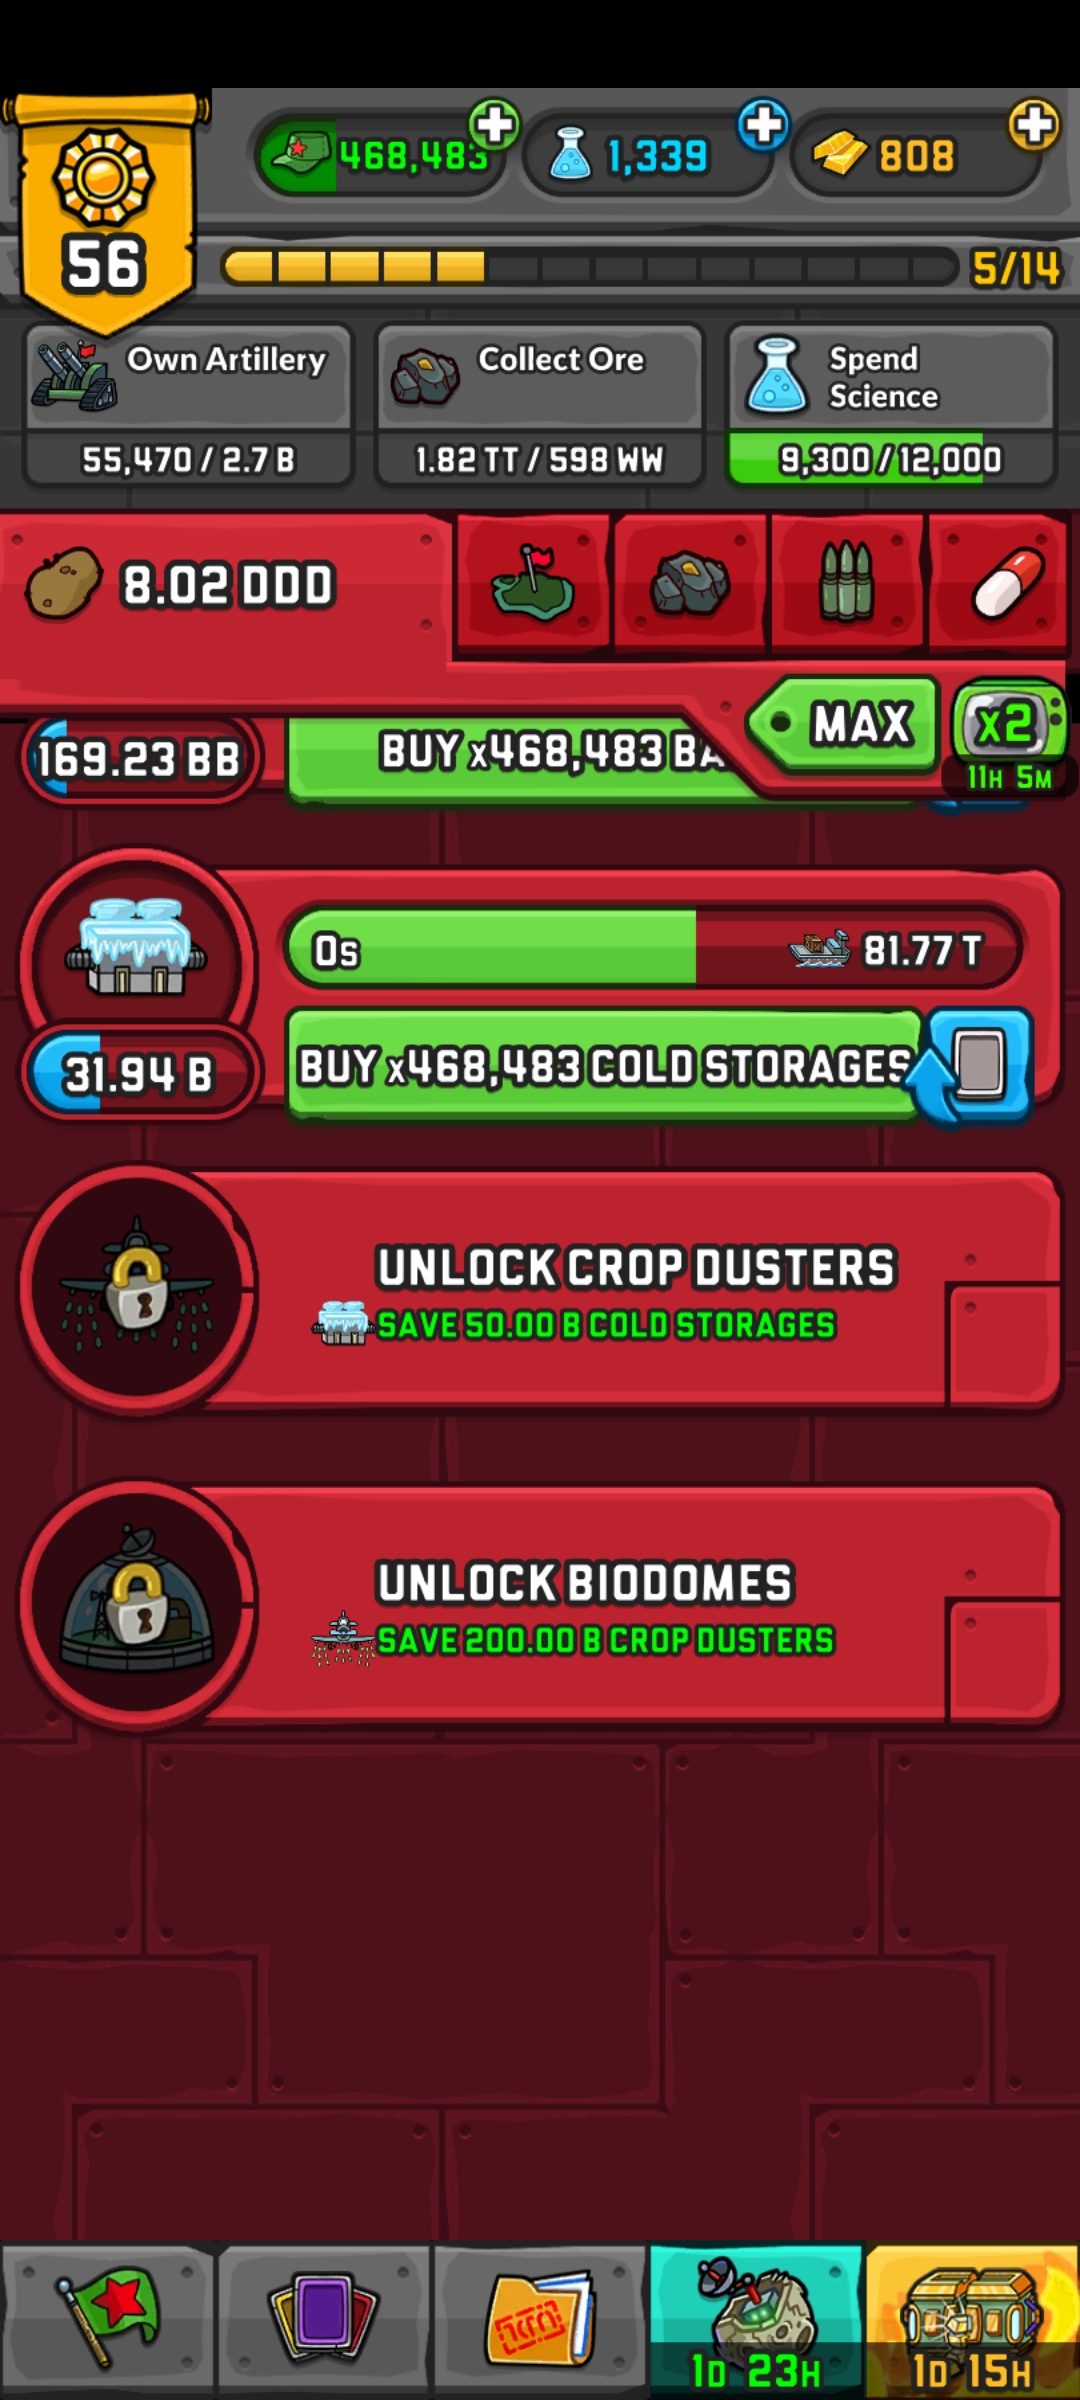 468,483
1,339
808
56
5/14
Own Artillery
Collect Ore
Spend
Science
55,470 / 2.7 B
1.82 TT / 598 WW
9,300 / 12,000
8.02 DDD
MAX
X2
11H 5M
169.23 BB
BUY x468,483 BA
0s
81.77 T
31.94 B
BUY x468,483 COLD STORAGES
UNLOCK CROP DUSTERS
SAVE 50.00 B COLD STORAGES
UNLOCK BIODOMES
SAVE 200.00 B CROP DUSTERS
1D 23H
1D 15H